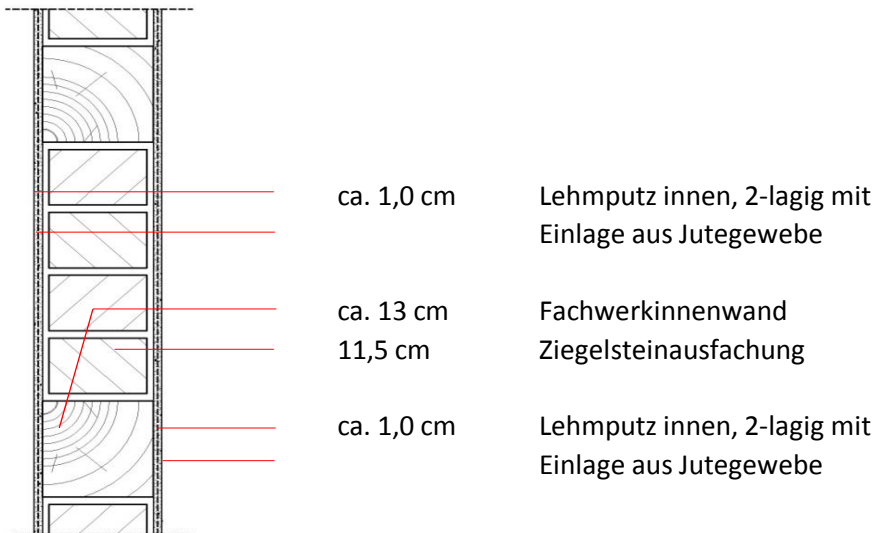 ca. 1,0 cm Lehmputz innen, 2-lagig mit
Einlage aus Jutegewebe
ca. 13 cm Fachwerkinnenwand
11,5 cm Ziegelsteinausfachung
ca. 1,0 cm Lehmputz innen, 2-lagig mit
Einlage aus Jutegewebe